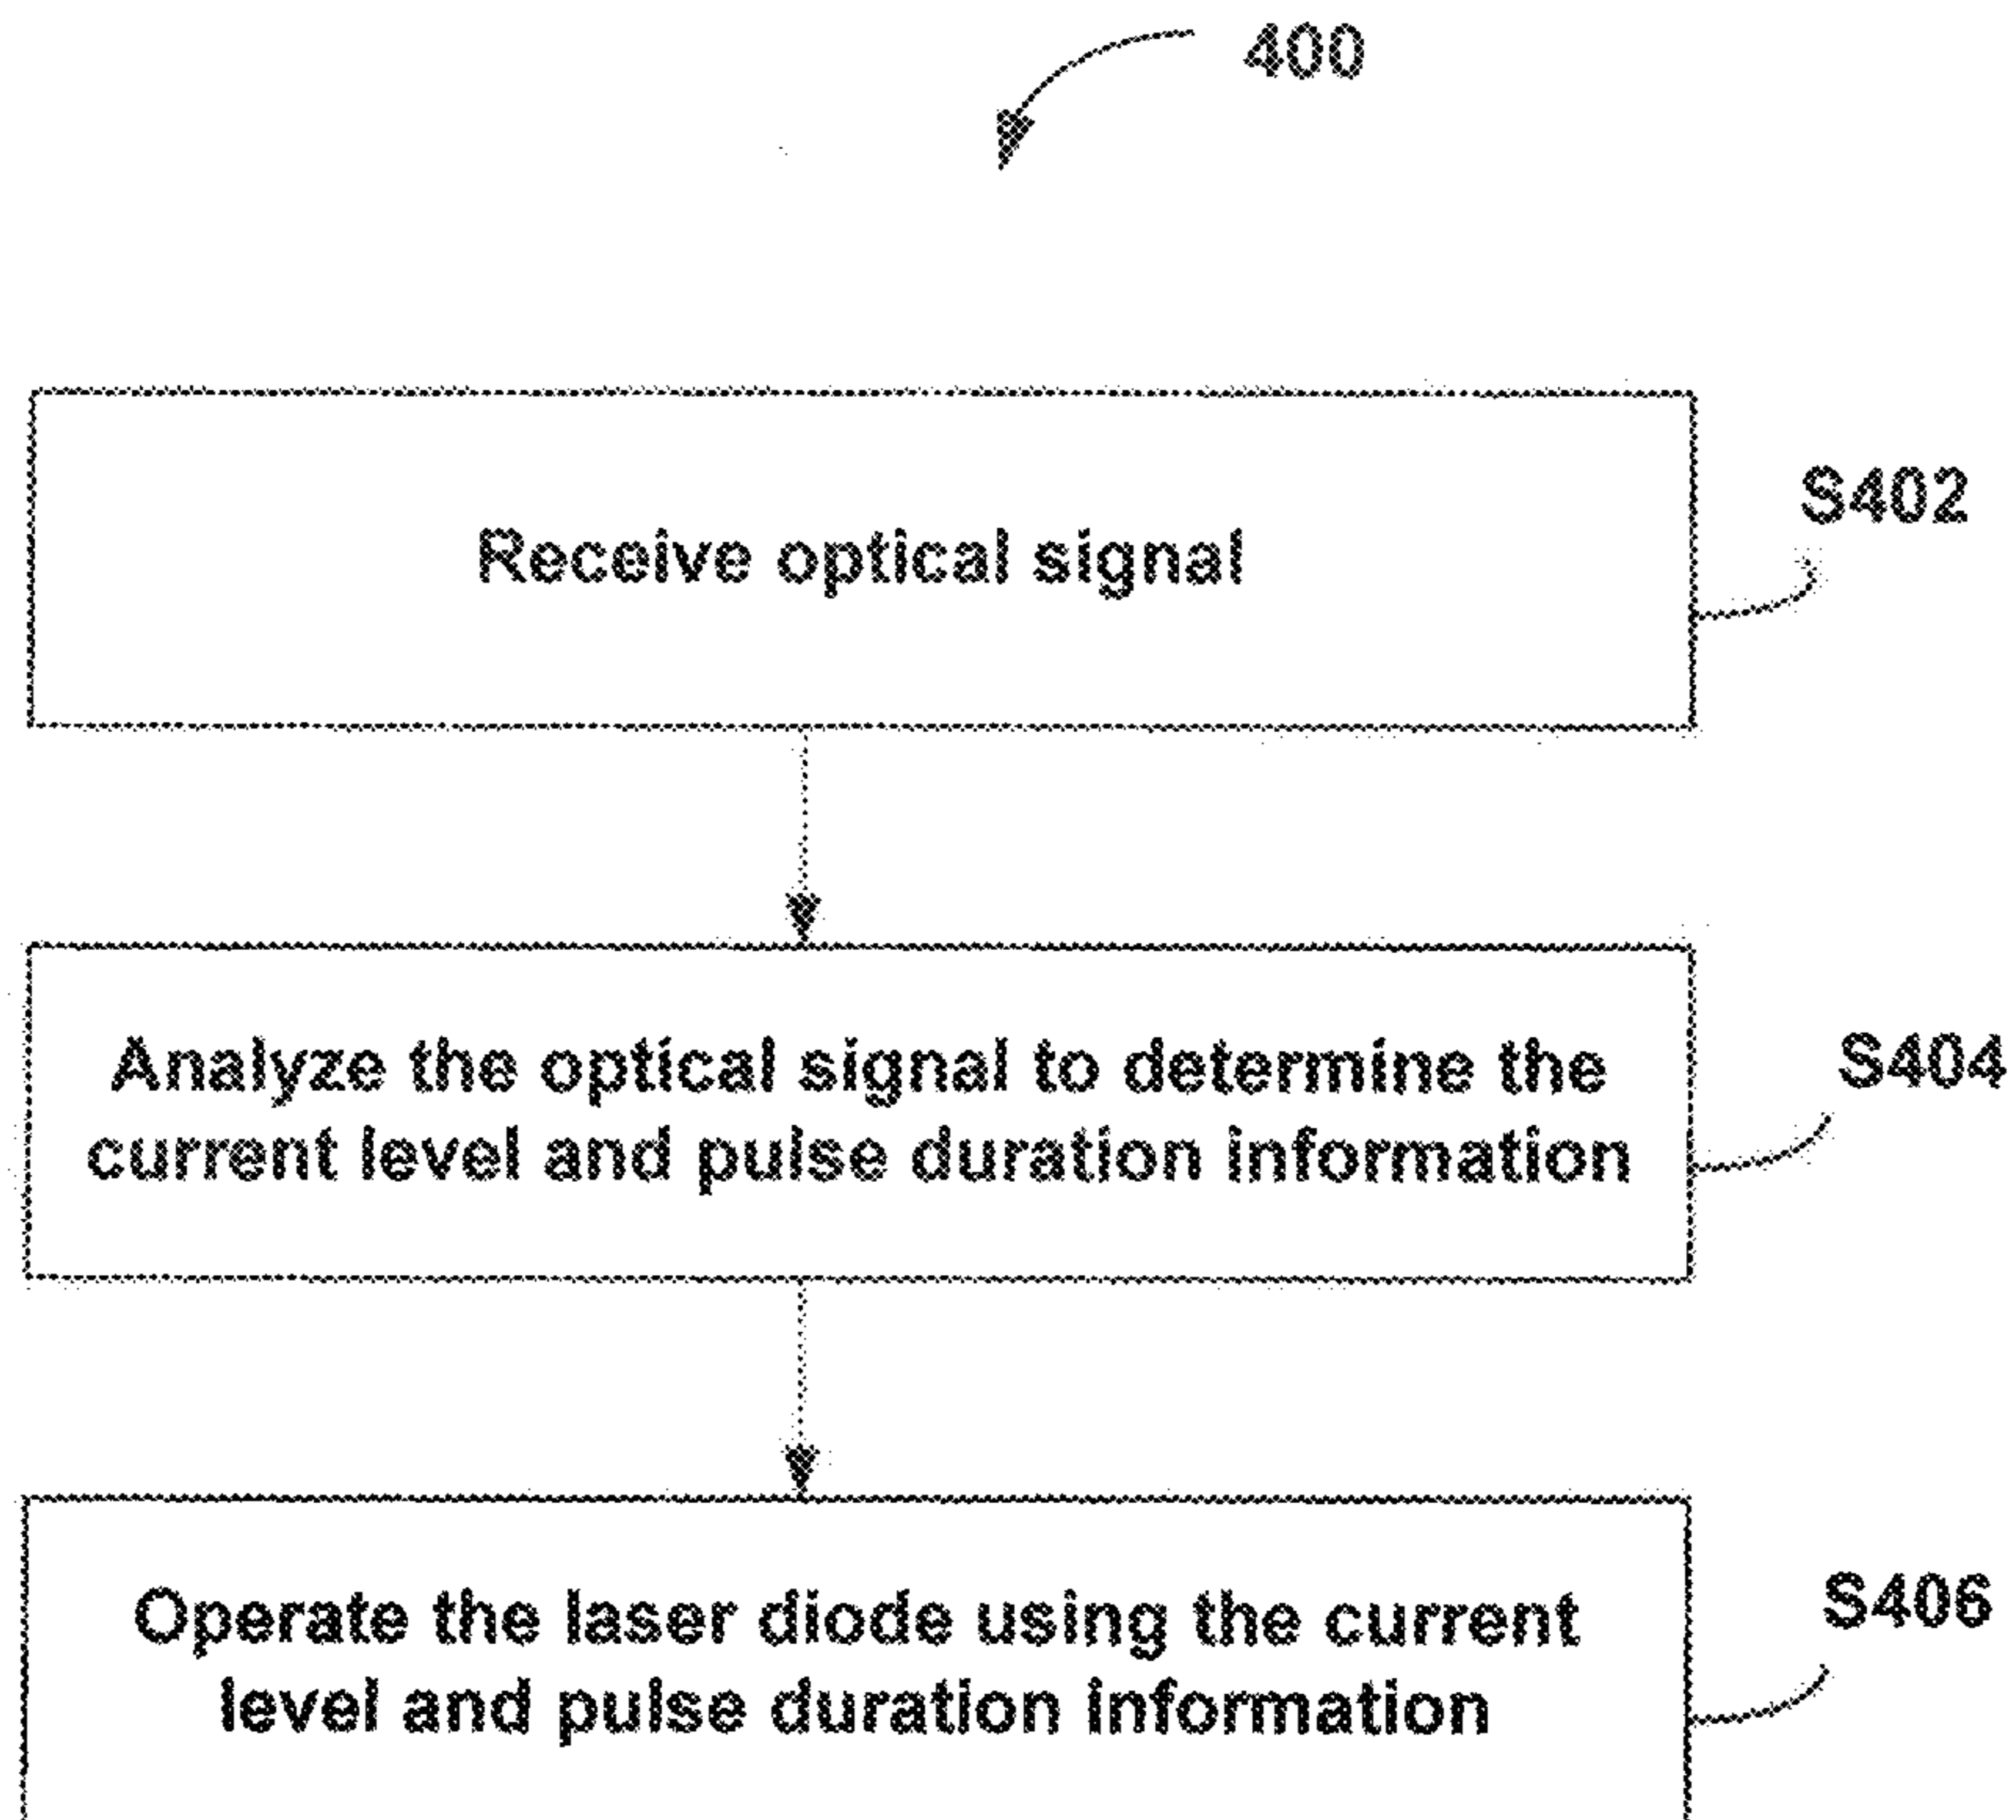 400
Receive optical signal
S402
Analyze the optical signal to determine the
current level and pulse duration information
S404
Operate the laser diode using the current
level and pulse duration information
S406